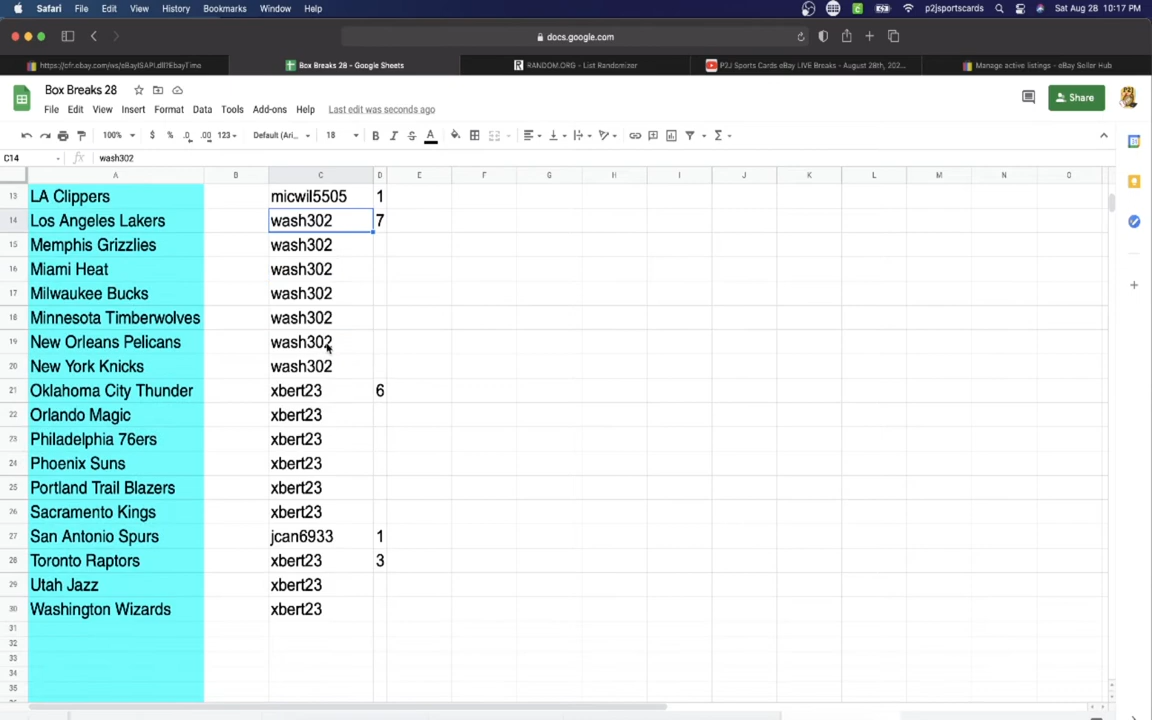 Safari File Edit View History Bookmarks Window Help p2jsportscards Sat Aug 28 10:17 PM
docs.google.com
https://ofr.ebay.com/ws/eBayISAPI.dll?EbayTime Box Breaks 28 - Google Sheets RANDOM.ORG - List Randomizer P2J Sports Cards eBay LIVE Breaks - August 28th, 202... Manage active listings - eBay Seller Hub
Box Breaks 28
File Edit View Insert Format Data Tools Add-ons Help Last edit was seconds ago Share
100% $ % .0 .00 123 Default (Ari... 18 B I S A
C14 fx wash302
A B C D E F G H I J K L M N O
13 LA Clippers micwil5505 1
14 Los Angeles Lakers wash302 7
15 Memphis Grizzlies wash302
16 Miami Heat wash302
17 Milwaukee Bucks wash302
18 Minnesota Timberwolves wash302
19 New Orleans Pelicans wash302
20 New York Knicks wash302
21 Oklahoma City Thunder xbert23 6
22 Orlando Magic xbert23
23 Philadelphia 76ers xbert23
24 Phoenix Suns xbert23
25 Portland Trail Blazers xbert23
26 Sacramento Kings xbert23
27 San Antonio Spurs jcan6933 1
28 Toronto Raptors xbert23 3
29 Utah Jazz xbert23
30 Washington Wizards xbert23
31
32
33
34
35